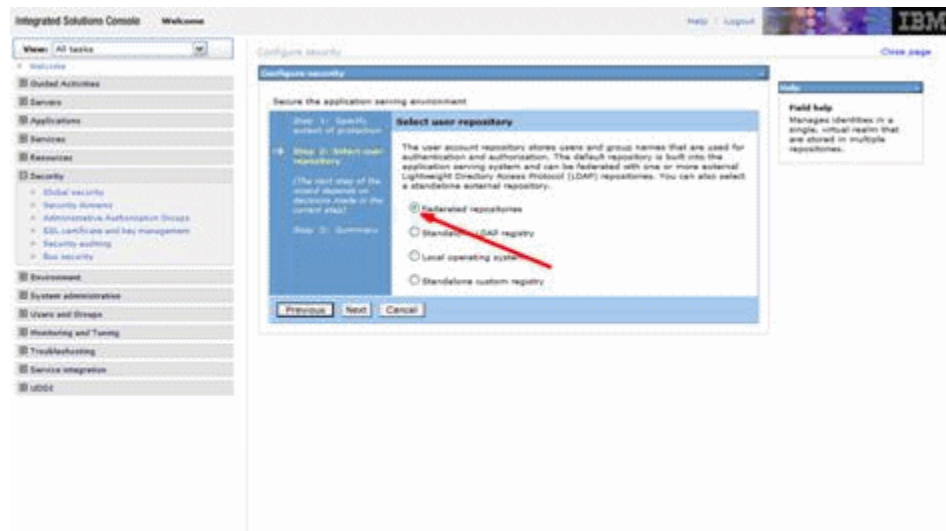 Integrated Solutions Console Welcome Help | Logout IBM
View: All tasks
Welcome
Guided Activities
Servers
Applications
Services
Resources
Security
Global security
Security domains
Administrative Authorization Groups
SSL certificate and key management
Security auditing
Bus security
Environment
System administration
Users and Groups
Monitoring and Tuning
Troubleshooting
Service integration
UDDI
Configure security
Close page
Configure security
Secure the application serving environment
Step 1: Specify
extent of protection
Step 2: Select user
repository
(The next step of the
wizard depends on
decisions made in the
current step)
Step 3: Summary
Select user repository
The user account repository stores users and group names that are used for
authentication and authorization. The default repository is built into the
application serving system and can be federated with one or more external
Lightweight Directory Access Protocol (LDAP) repositories. You can also select
a standalone external repository.
Federated repositories
Standalone LDAP registry
Local operating system
Standalone custom registry
Previous Next Cancel
Help
Field help
Manages identities in a
single, virtual realm that
are stored in multiple
repositories.